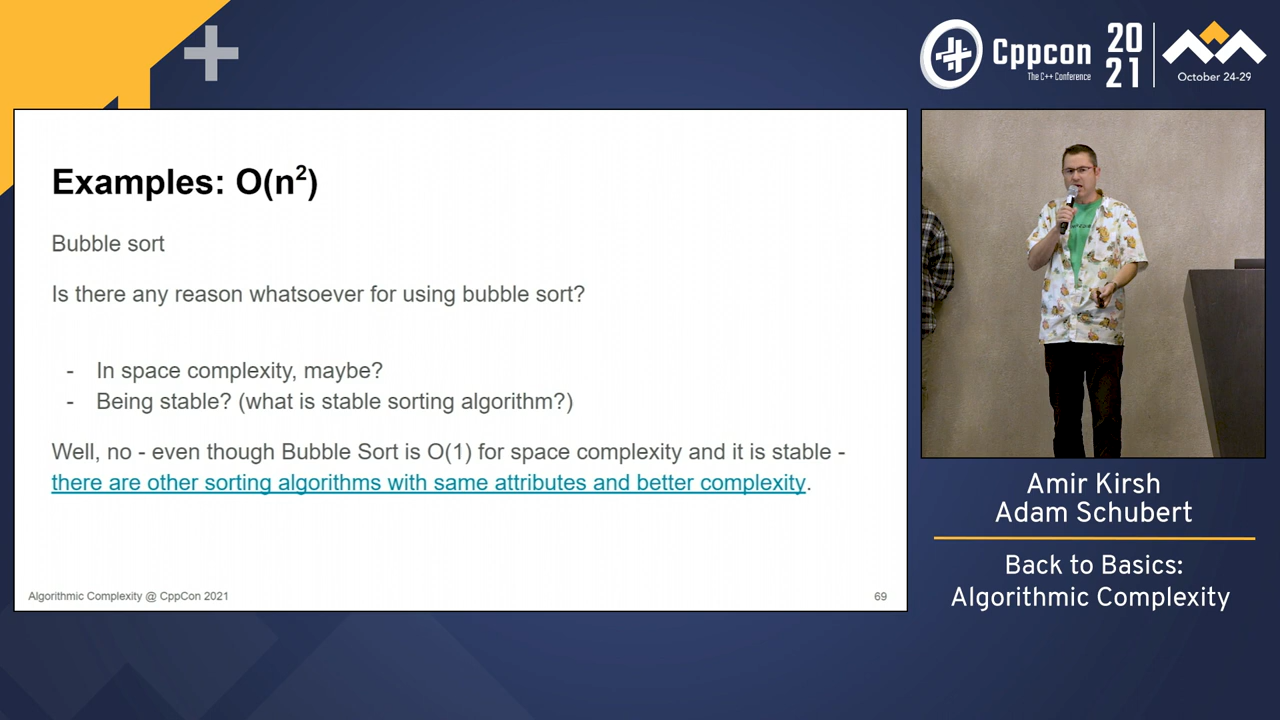 Cppcon
The C++ Conference
20
21
October 24-29
Examples: O(n²)
Bubble sort
Is there any reason whatsoever for using bubble sort?
- In space complexity, maybe?
- Being stable? (what is stable sorting algorithm?)
Well, no - even though Bubble Sort is O(1) for space complexity and it is stable -
there are other sorting algorithms with same attributes and better complexity.
Algorithmic Complexity @ CppCon 2021
69
Amir Kirsh
Adam Schubert
Back to Basics:
Algorithmic Complexity